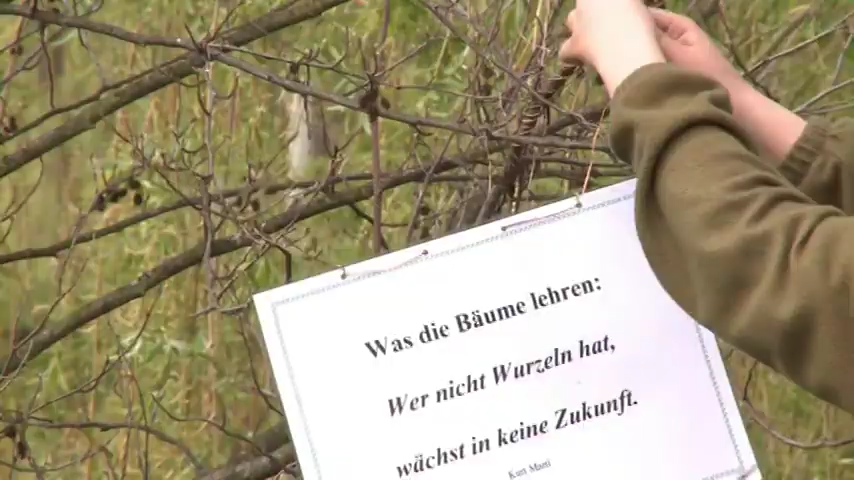 Was die Bäume lehren:
Wer nicht Wurzeln hat,
wächst in keine Zukunft.
Kurt Marti